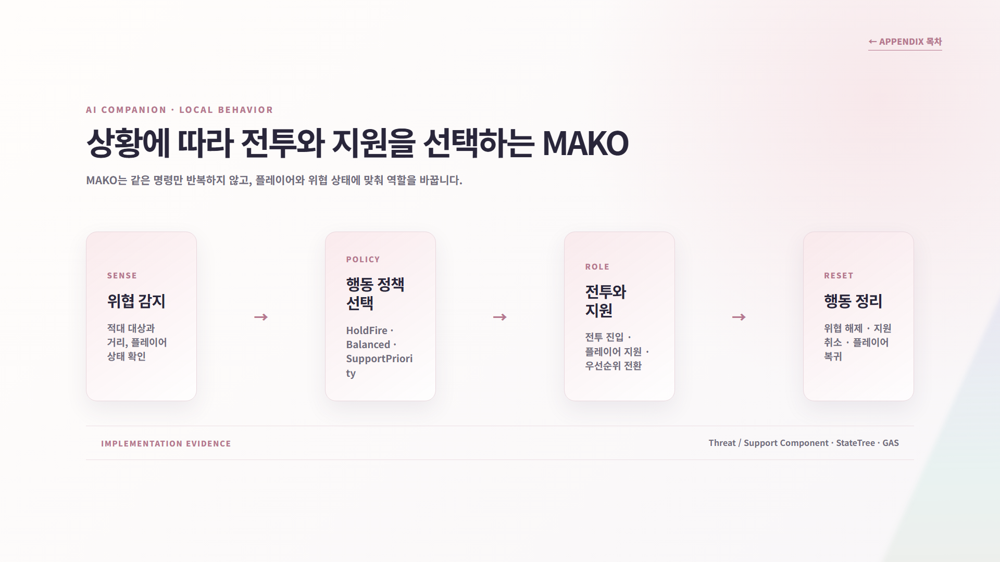 ← APPENDIX 목차
AI COMPANION · LOCAL BEHAVIOR
상황에 따라 전투와 지원을 선택하는 MAKO
MAKO는 같은 명령만 반복하지 않고, 플레이어와 위협 상태에 맞춰 역할을 바꿉니다.
SENSE
위협 감지
적대 대상과
거리, 플레이어
상태 확인
→
POLICY
행동 정책
선택
HoldFire ·
Balanced ·
SupportPriori
ty
→
ROLE
전투와
지원
전투 진입 ·
플레이어 지원 ·
우선순위 전환
→
RESET
행동 정리
위협 해제 · 지원
취소 · 플레이어
복귀
IMPLEMENTATION EVIDENCE
Threat / Support Component · StateTree · GAS